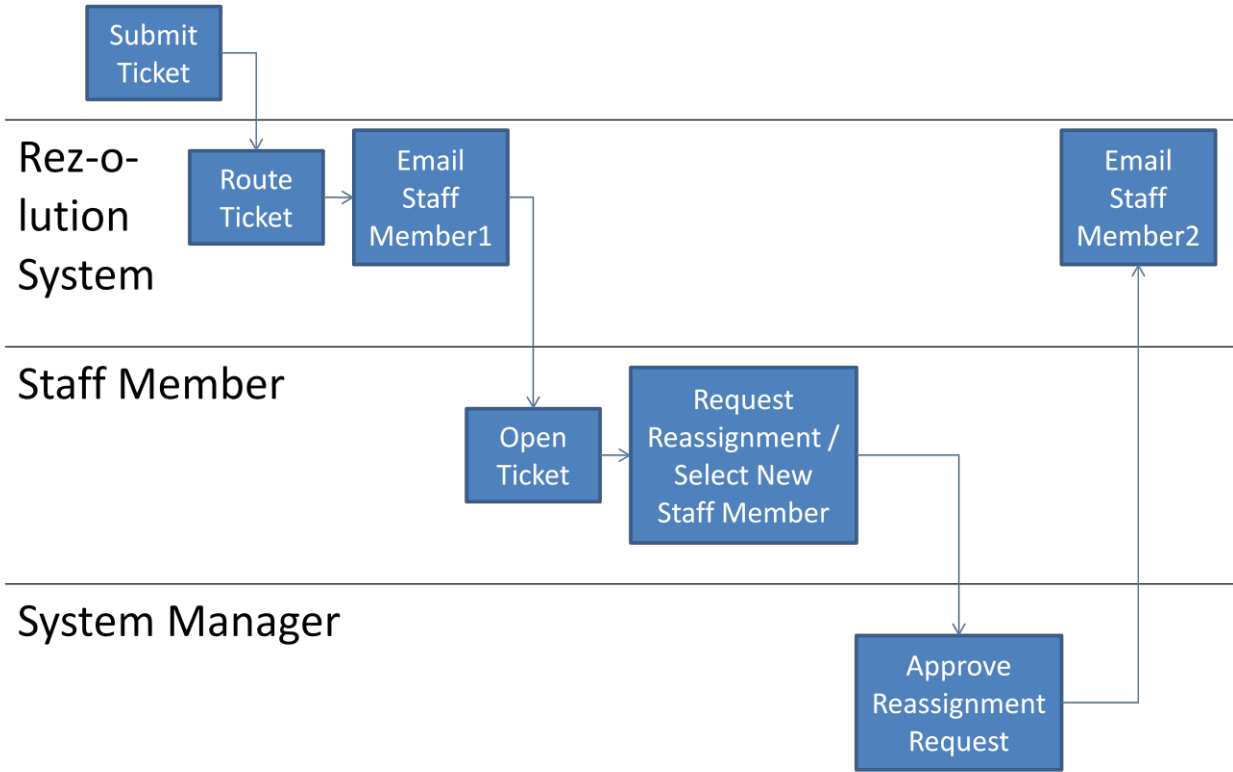 Submit
Ticket
Rez-o-
lution
System
Route
Ticket
Email
Staff
Member1
Email
Staff
Member2
Staff Member
Open
Ticket
Request
Reassignment /
Select New
Staff Member
System Manager
Approve
Reassignment
Request